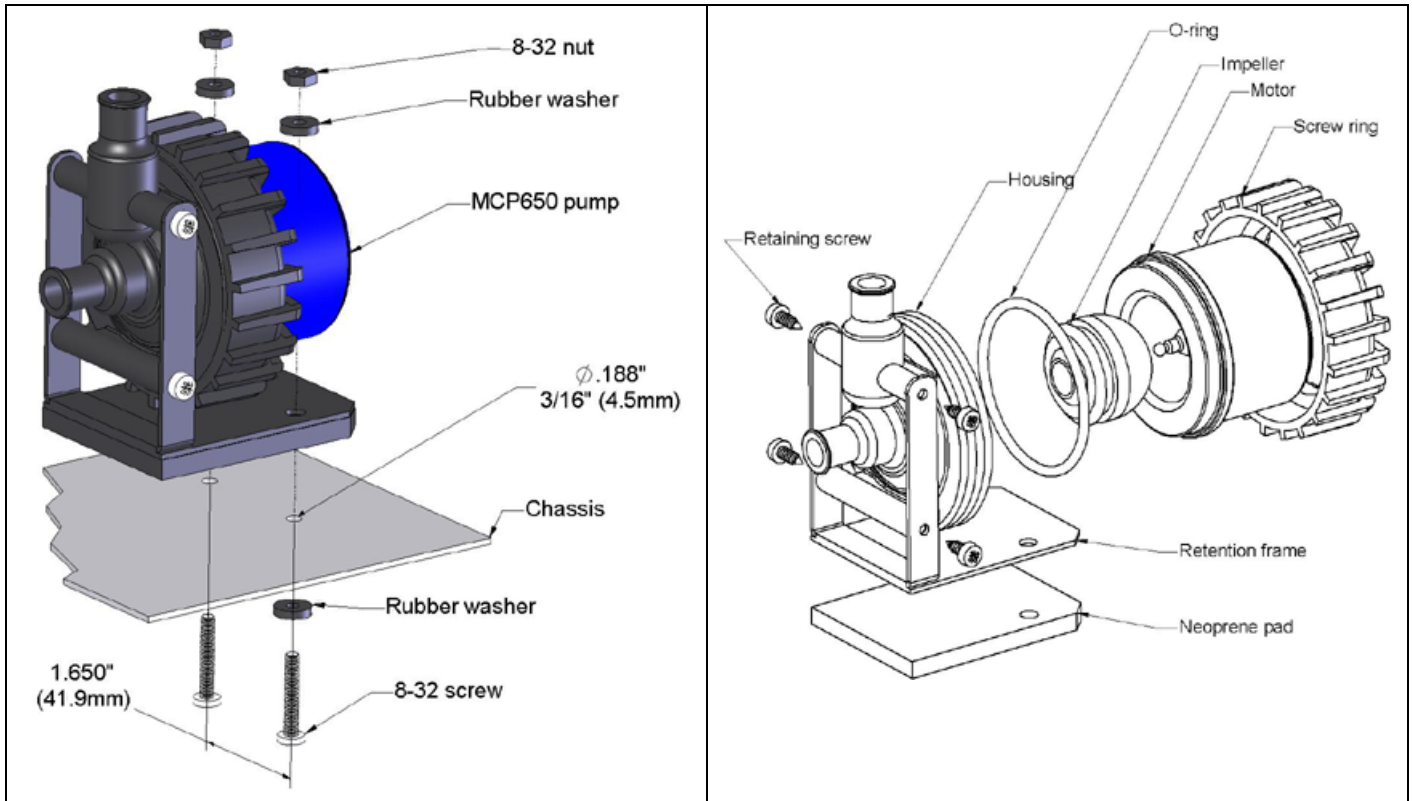 8-32 nut
Rubber washer
MCP650 pump
Ø.188"
3/16" (4.5mm)
Chassis
Rubber washer
1.650"
(41.9mm)
8-32 screw
O-ring
Impeller
Motor
Screw ring
Housing
Retaining screw
Retention frame
Neoprene pad